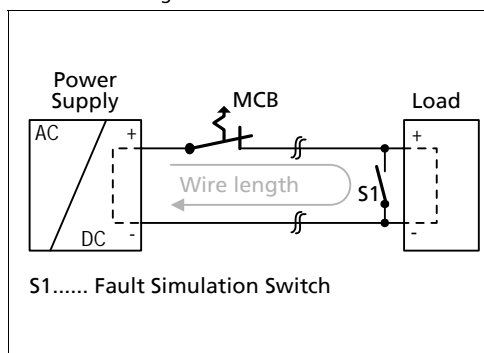 Power
Supply
MCB
Load
AC
+
+
Wire length
S1
DC
-
-
S1...... Fault Simulation Switch